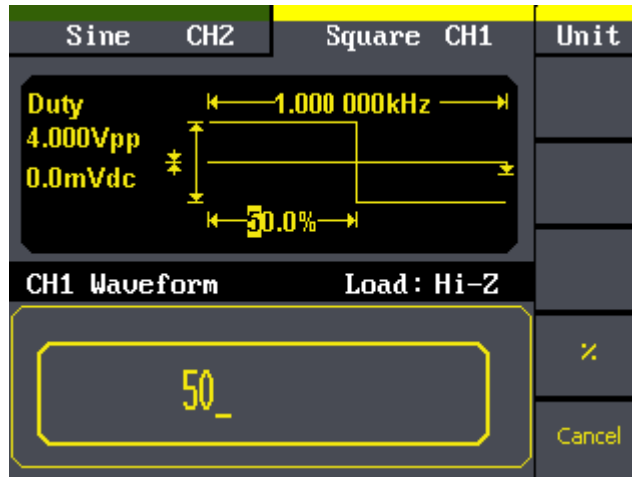 Sine CH2 Square CH1 Unit
Duty 1.000 000kHz
4.000Vpp
0.0mVdc
50.0%
CH1 Waveform Load: Hi-Z
%
50_
Cancel